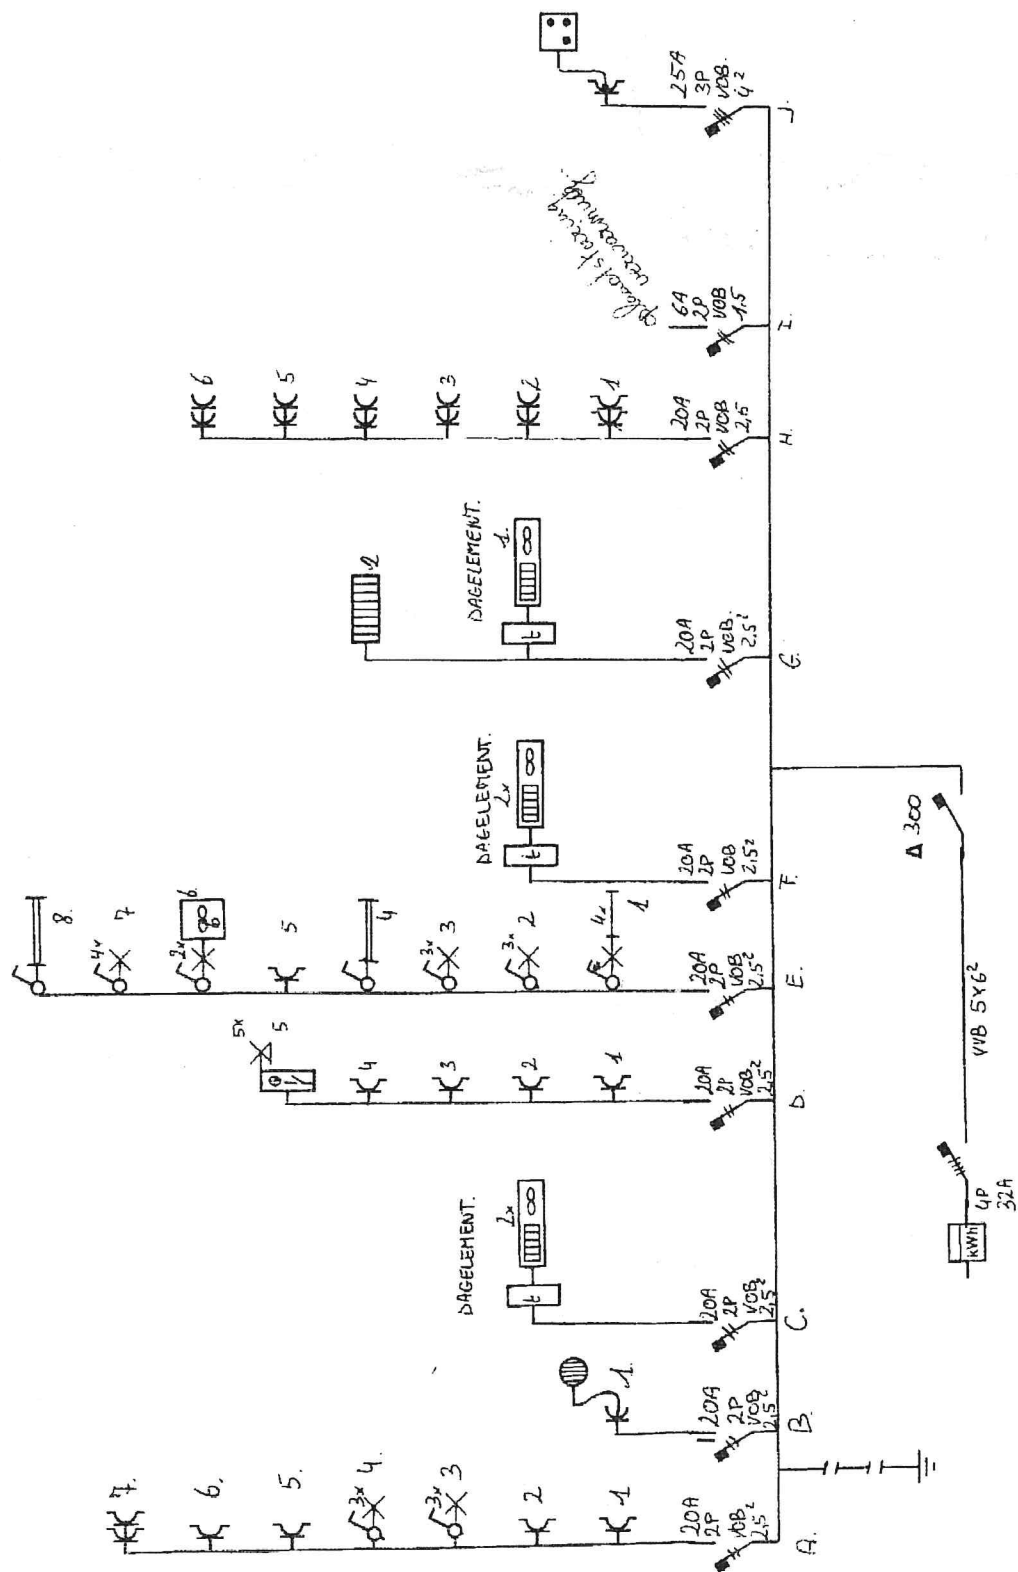 7.
6.
5.
3x 4.
3x 3
2
1
20A
2P
VOB
2,5²
A.
1.
20A
2P
VOB
2,5²
B.
DAGELEMENT.
2x
t
20A
2P
VOB
2,5²
C.
5x
5
4
3
2
1
20A
2P
VOB
2,5²
D.
8.
4x 7
2x 6.
5
4
3x 3
3x 2
4x
1
20A
2P
VOB
2,5²
E.
DAGELEMENT.
2x
t
20A
2P
VOB
2,5²
F.
2
DAGELEMENT.
1.
t
20A
2P
VOB.
2,5²
G.
6
5
4
3
2
1
20A
2P
VOB
2,5
H.
verwarming.
6A
2P
VOB
1,5
I.
25A
3P
VOB.
4²
J.
kWh
4P
32A
VVB 5x6²
Δ 300